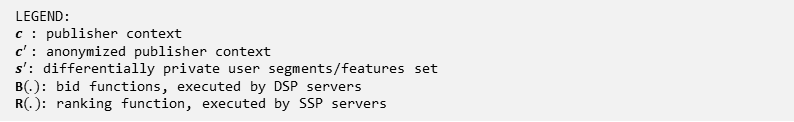 LEGEND:
c : publisher context
c′ : anonymized publisher context
s′: differentially private user segments/features set
B(.): bid functions, executed by DSP servers
R(.): ranking function, executed by SSP servers